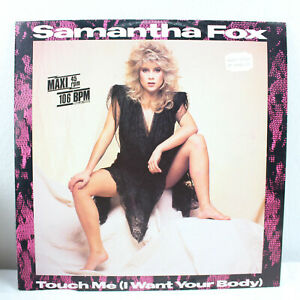 Samantha Fox
MAXI 45 rpm
106 BPM
Touch Me (I Want Your Body)